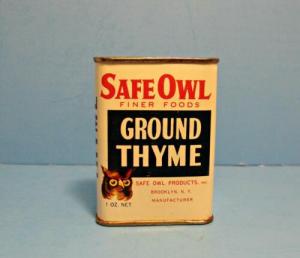 SAFE OWL
FINER FOODS
GROUND
THYME
SAFE OWL PRODUCTS, INC.
BROOKLYN, N. Y.
MANUFACTURER
1 OZ. NET